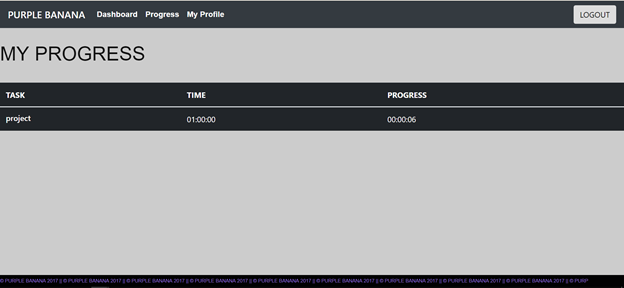 PURPLE BANANA Dashboard Progress My Profile LOGOUT
MY PROGRESS
TASK TIME PROGRESS
project 01:00:00 00:00:06
© PURPLE BANANA 2017 || © PURPLE BANANA 2017 || © PURPLE BANANA 2017 || © PURPLE BANANA 2017 || © PURPLE BANANA 2017 || © PURPLE BANANA 2017 || © PURPLE BANANA 2017 || © PURPLE BANANA 2017 || © PURP